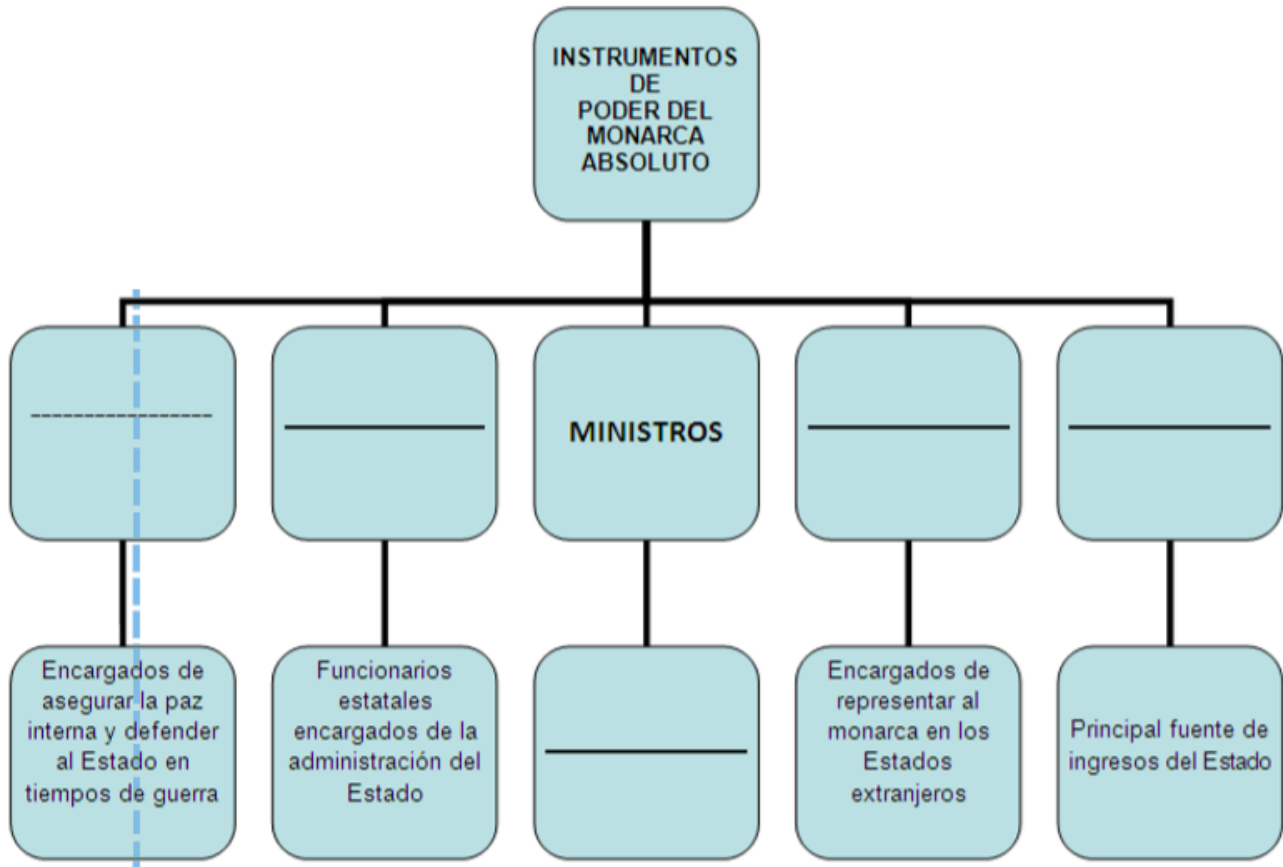 INSTRUMENTOS
DE
PODER DEL
MONARCA
ABSOLUTO
MINISTROS
Encargados de
asegurar la paz
interna y defender
al Estado en
tiempos de guerra
Funcionarios
estatales
encargados de la
administración del
Estado
Encargados de
representar al
monarca en los
Estados
extranjeros
Principal fuente de
ingresos del Estado